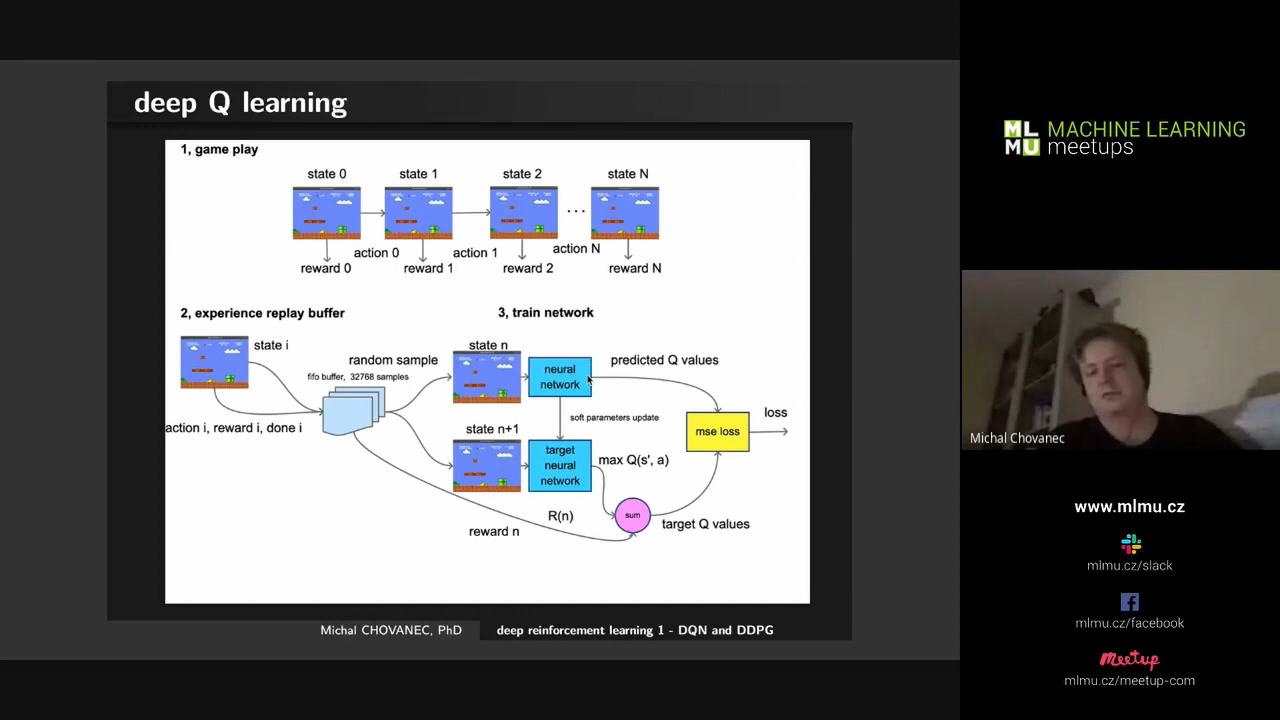 deep Q learning
1, game play
state 0
state 1
state 2
state N
...
action 0
action 1
action N
reward 0
reward 1
reward 2
reward N
2, experience replay buffer
3, train network
state i
action i, reward i, done i
fifo buffer, 32768 samples
random sample
state n
neural
network
predicted Q values
soft parameters update
state n+1
target
neural
network
max Q(s', a)
mse loss
loss
R(n)
sum
reward n
target Q values
Michal CHOVANEC, PhD
deep reinforcement learning 1 - DQN and DDPG
ML
MU
MACHINE LEARNING
meetups
Michal Chovanec
www.mlmu.cz
mlmu.cz/slack
mlmu.cz/facebook
meetup
mlmu.cz/meetup-com